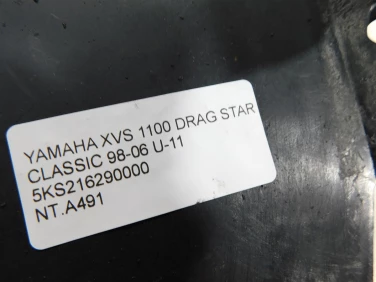 YAMAHA XVS 1100 DRAG STAR
CLASSIC 98-06 U-11
5KS216290000
NT.A491